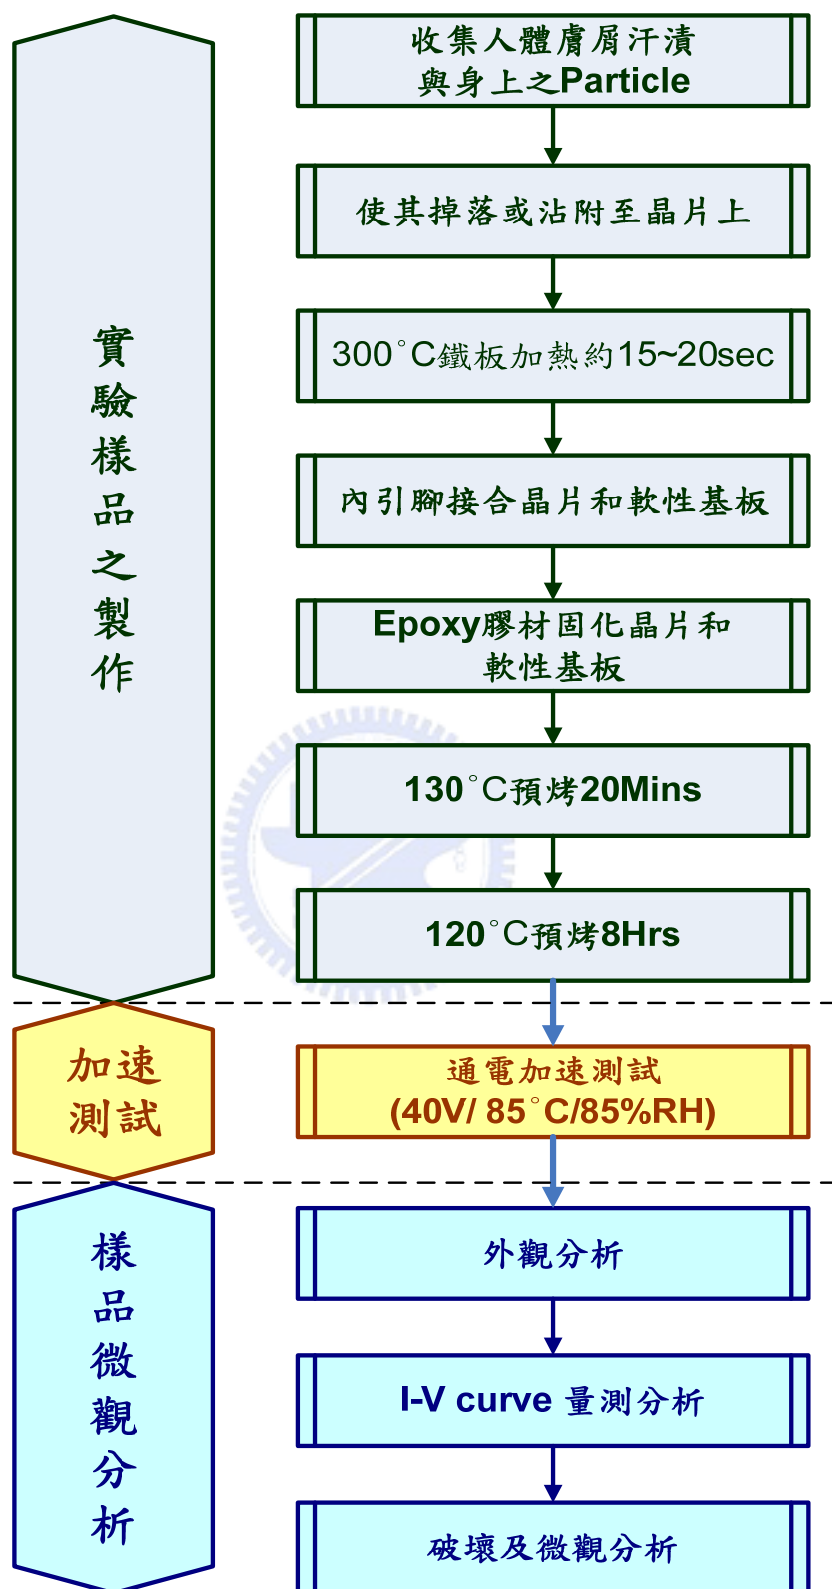 收集人體膚屑汗漬
與身上之Particle
使其掉落或沾附至晶片上
300°C鐵板加熱約15~20sec
內引腳接合晶片和軟性基板
Epoxy膠材固化晶片和
軟性基板
130°C預烤20Mins
120°C預烤8Hrs
實驗樣品之製作
加速
測試
通電加速測試
(40V/ 85°C/85%RH)
樣品微觀分析
外觀分析
I-V curve 量測分析
破壞及微觀分析